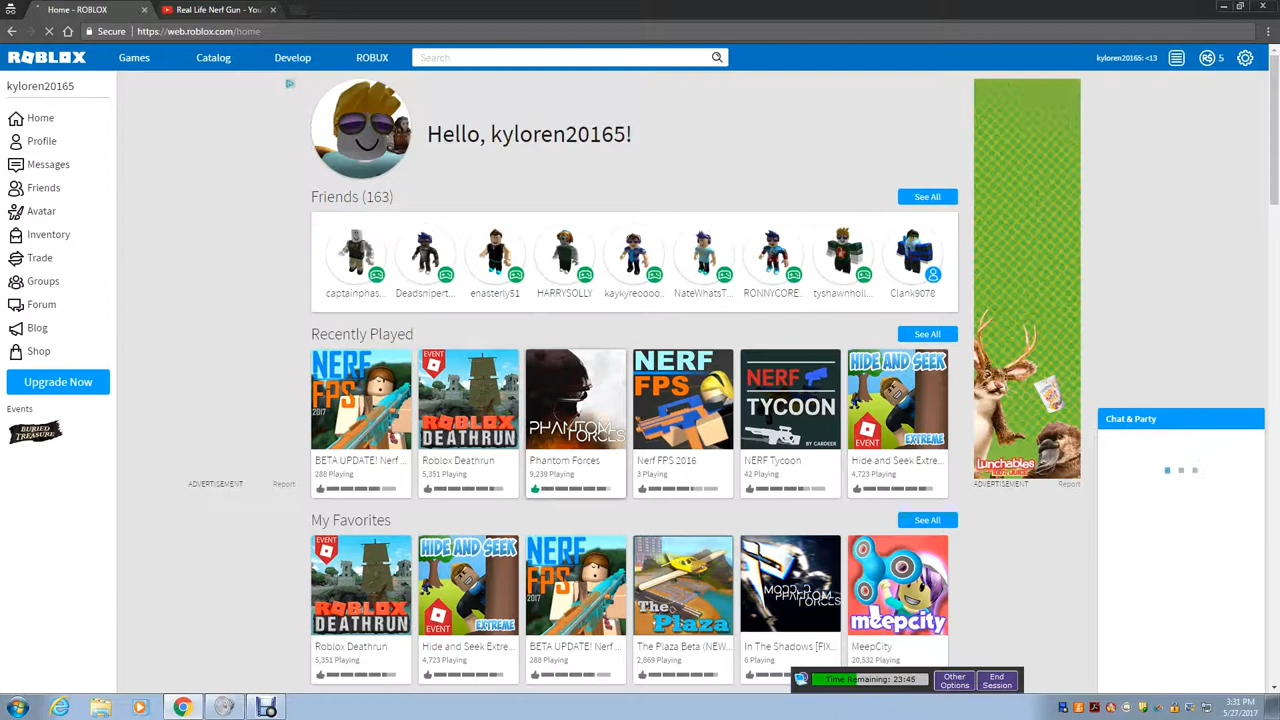 Home - ROBLOX
Real Life Nerf Gun - You
Secure
https://web.roblox.com/home
ROBLOX
Games
Catalog
Develop
ROBUX
Search
kyloren20165: <13
5
kyloren20165
Home
Profile
Messages
Friends
Avatar
Inventory
Trade
Groups
Forum
Blog
Shop
Upgrade Now
Events
BURIED
TREASURE
Hello, kyloren20165!
Friends (163)
See All
captainphas...
Deadsnipert...
enasterly51
HARRYSOLLY
kaykyreoooo...
NateWhatsT...
RONNYCORE...
tyshawnholl...
Clank9078
Recently Played
See All
NERF
FPS
2017
EVENT
ROBLOX
DEATHRUN
PHANTOM
FORCES
NERF
FPS
NERF
TYCOON
BY CARDEER
HIDE AND SEEK
EVENT
EXTREME
BETA UPDATE! Nerf ...
Roblox Deathrun
Phantom Forces
Nerf FPS 2016
NERF Tycoon
Hide and Seek Extre...
288 Playing
5,351 Playing
9,239 Playing
3 Playing
42 Playing
4,723 Playing
ADVERTISEMENT
Report
My Favorites
See All
EVENT
ROBLOX
DEATHRUN
HIDE AND SEEK
EVENT
EXTREME
NERF
FPS
2017
The
Plaza
meepcity
Roblox Deathrun
Hide and Seek Extre...
BETA UPDATE! Nerf ...
The Plaza Beta (NEW...
In The Shadows [FIX...
MeepCity
5,351 Playing
4,723 Playing
288 Playing
2,869 Playing
6 Playing
20,532 Playing
Lunchables
ADVERTISEMENT
Report
Chat & Party
Time Remaining: 23:45
Other
Options
End
Session
3:31 PM
5/27/2017